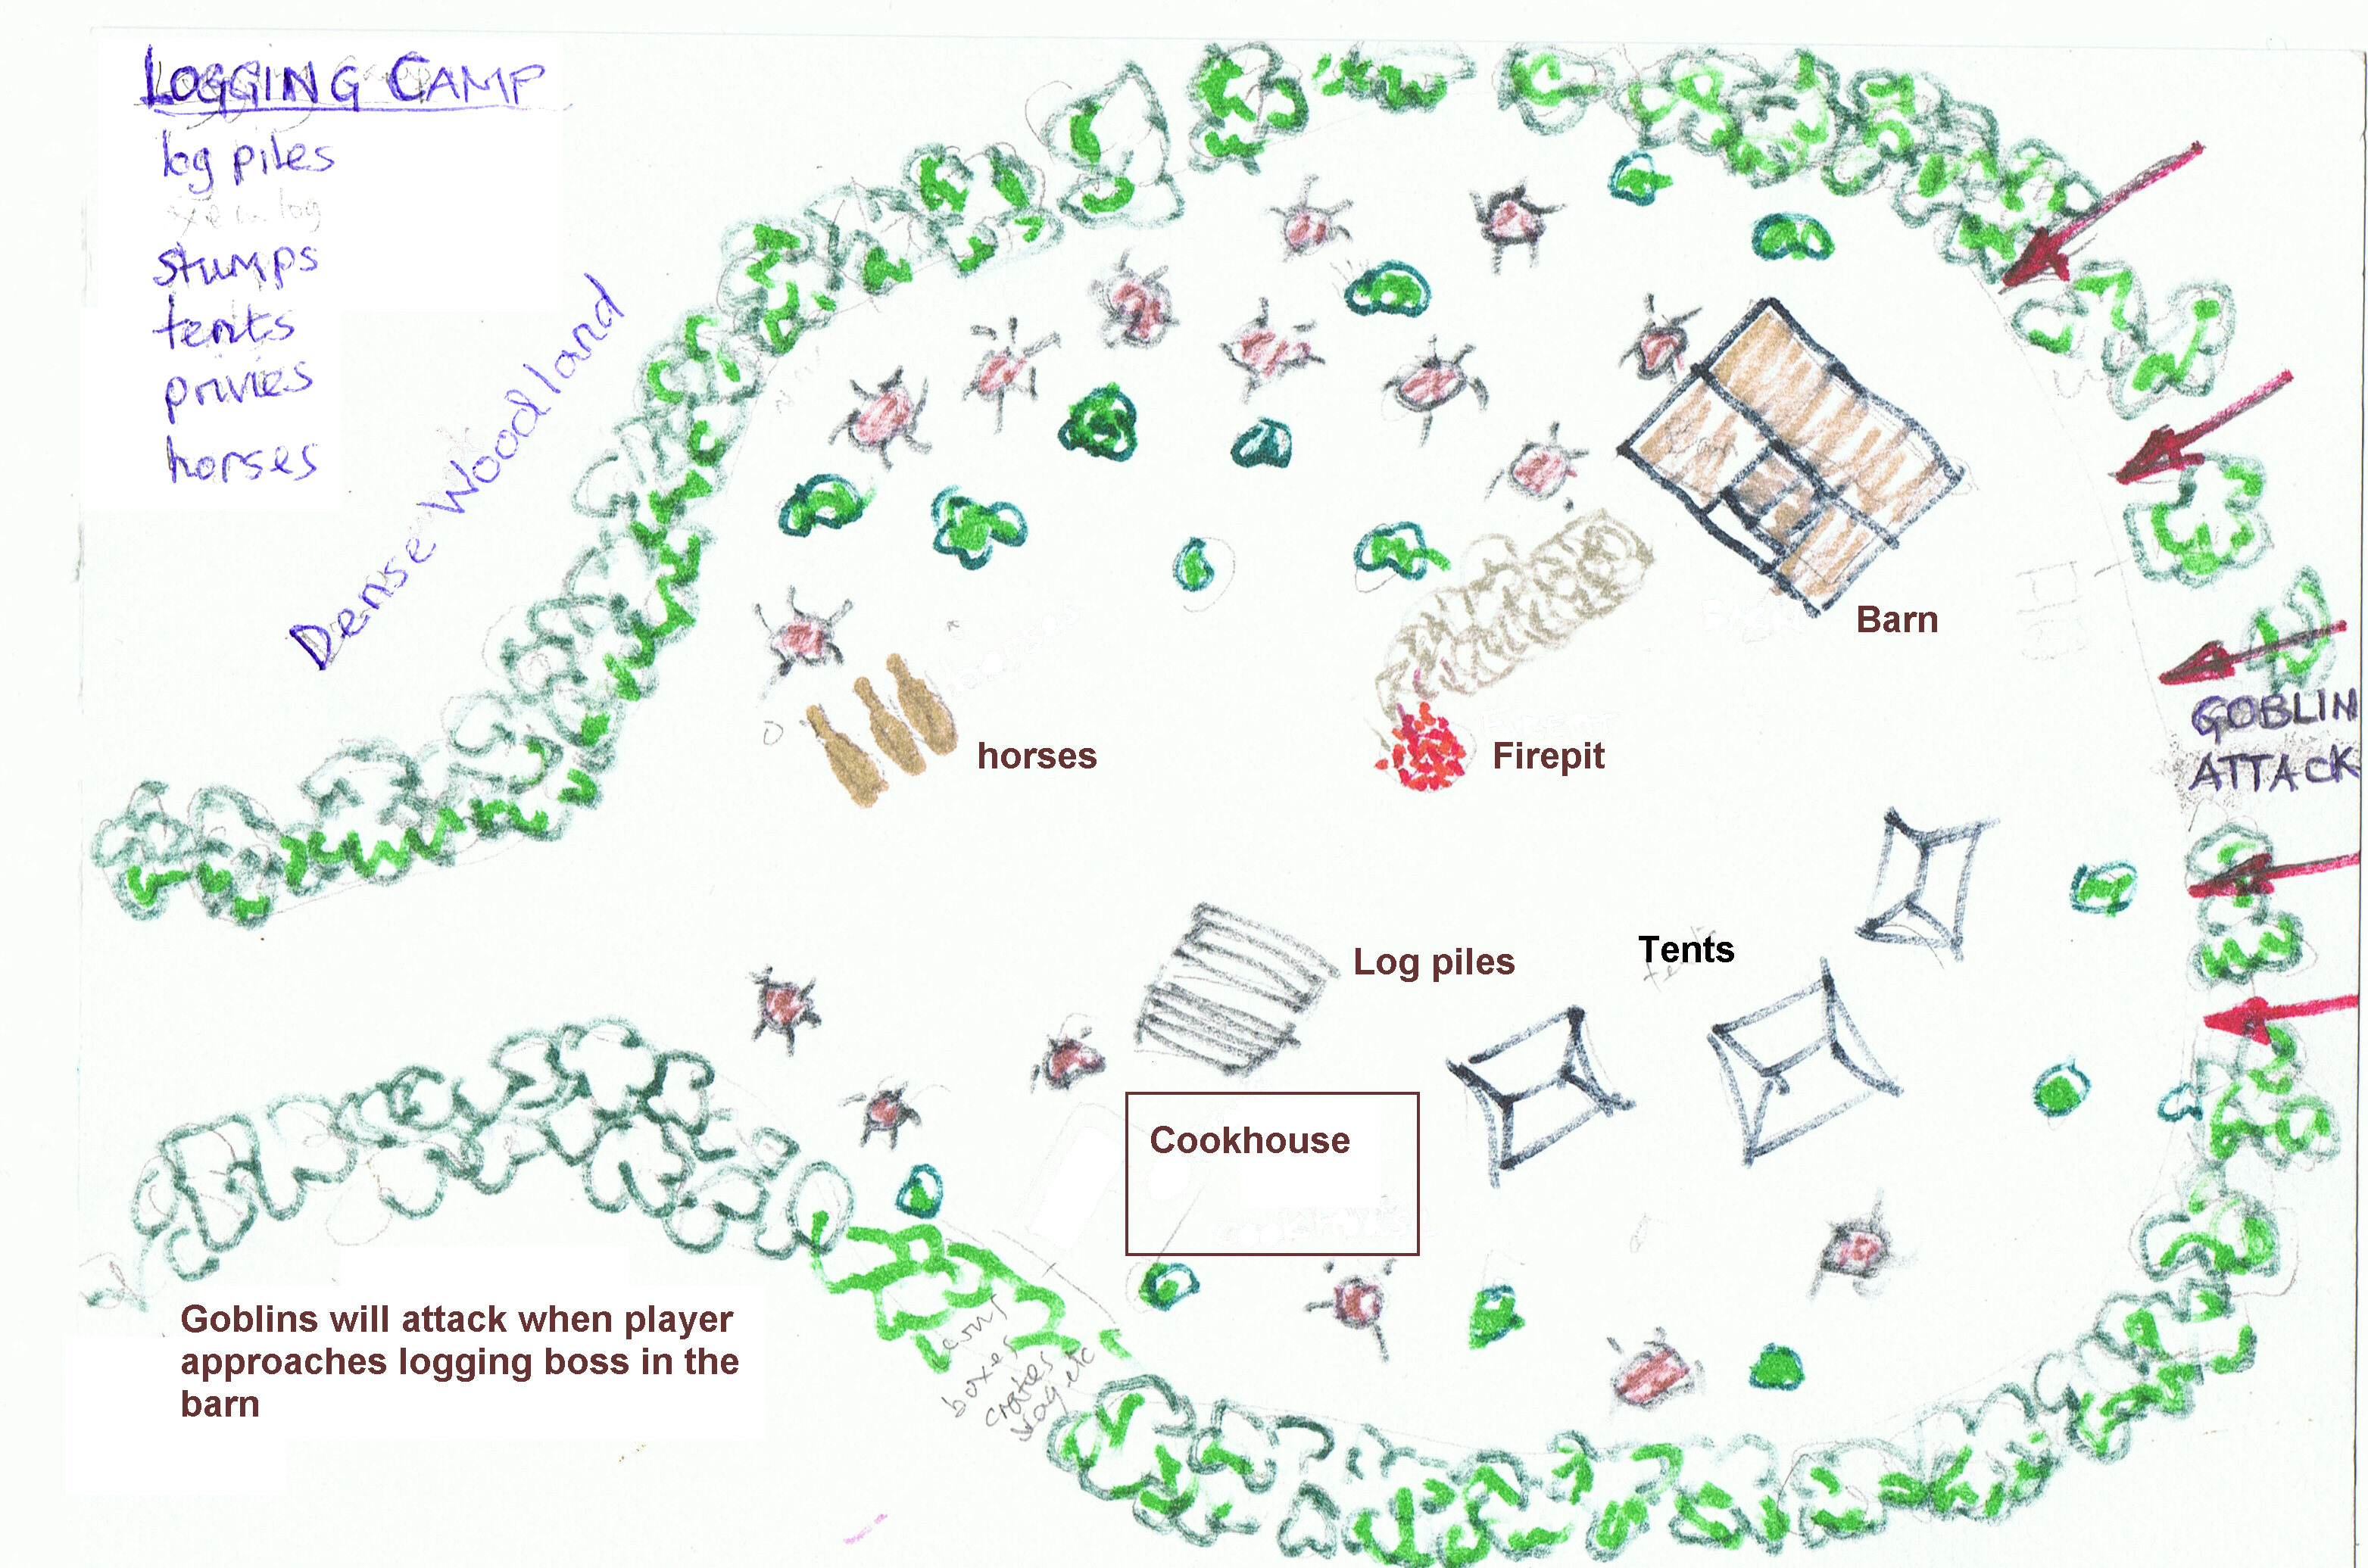 LOGGING CAMP
log piles
stumps
tents
privies
horses
Dense Woodland
Barn
horses
Firepit
GOBLIN
ATTACK
Log piles
Tents
Cookhouse
Goblins will attack when player
approaches logging boss in the
barn
boxes
crates
etc